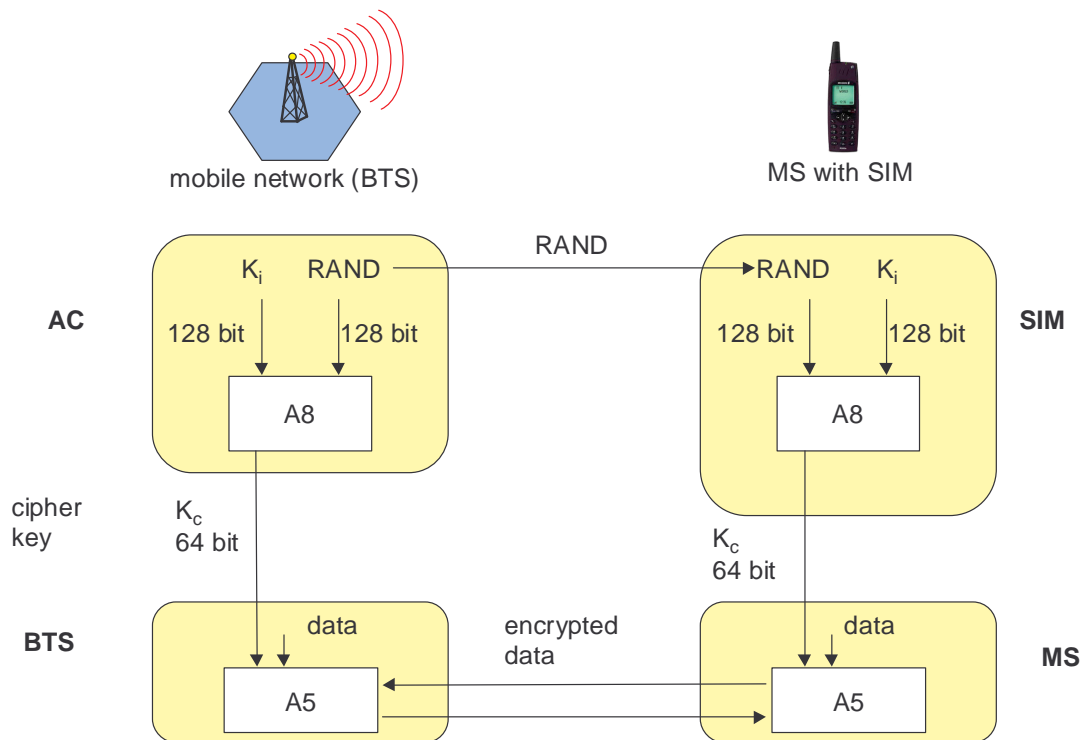 mobile network (BTS)
MS with SIM
RAND
Ki RAND
RAND Ki
AC
SIM
128 bit 128 bit
128 bit 128 bit
A8
A8
cipher
key
Kc
64 bit
Kc
64 bit
BTS
data
encrypted
data
data
MS
A5
A5